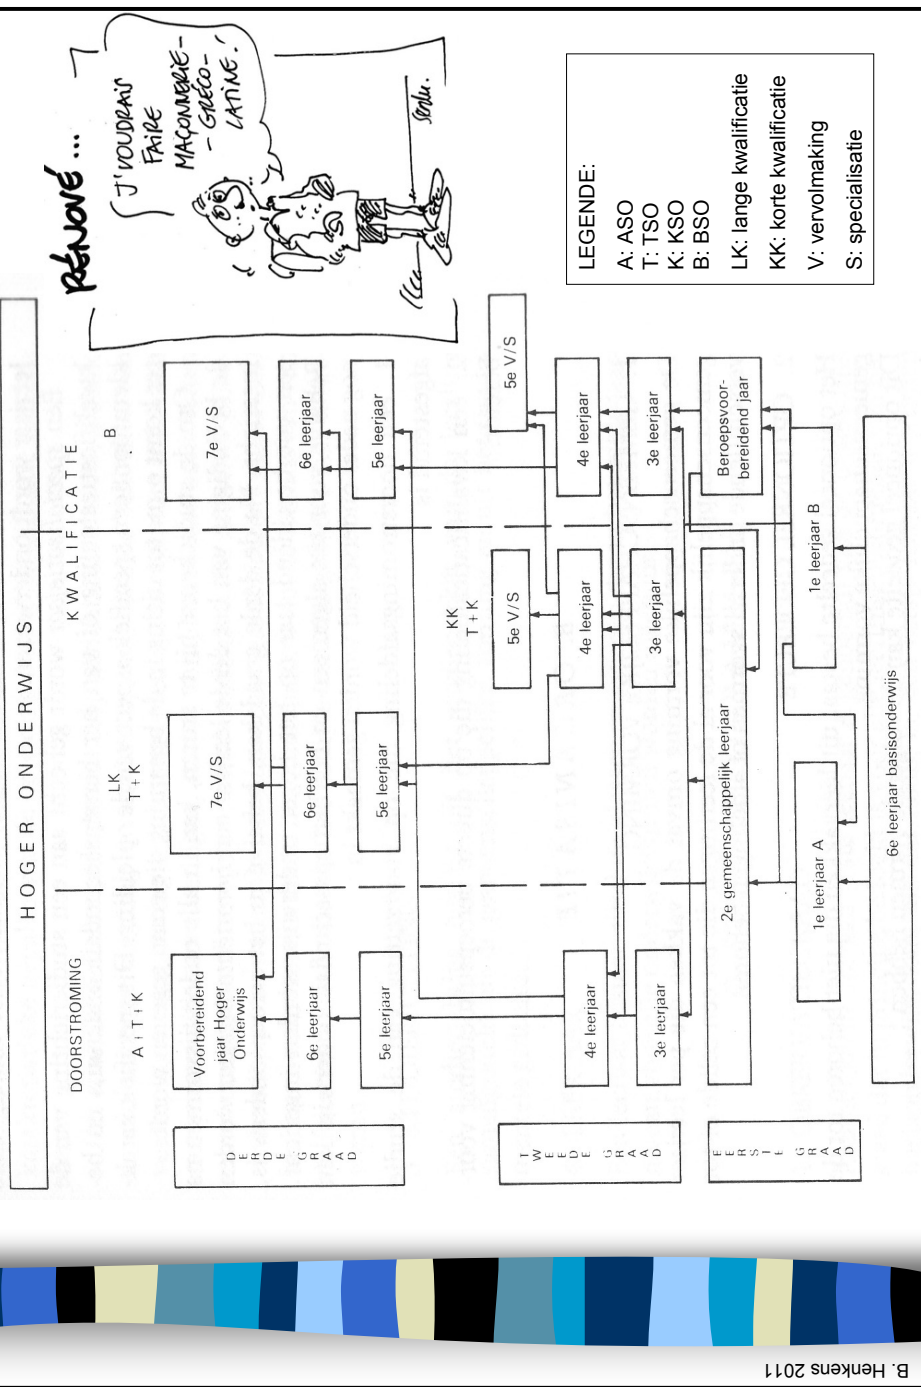 RÉNOVÉ...
J'VOUDRAIS
FAIRE
MAÇONNERIE-
- GRÉCO-
LATINE!
HOGER ONDERWIJS
DOORSTROMING
KWALIFICATIE
A + T + K
LK
T + K
B
DERDE GRAAD
Voorbereidend
jaar Hoger
Onderwijs
7e V/S
7e V/S
6e leerjaar
6e leerjaar
6e leerjaar
5e leerjaar
5e leerjaar
5e leerjaar
KK
T + K
TWEEDE GRAAD
5e V/S
5e V/S
4e leerjaar
4e leerjaar
4e leerjaar
3e leerjaar
3e leerjaar
3e leerjaar
EERSTE GRAAD
2e gemeenschappelijk leerjaar
Beroepsvoor-
bereidend jaar
1e leerjaar A
1e leerjaar B
6e leerjaar basisonderwijs
LEGENDE:
A: ASO
T: TSO
K: KSO
B: BSO
LK: lange kwalificatie
KK: korte kwalificatie
V: vervolmaking
S: specialisatie
B. Henkens 2011